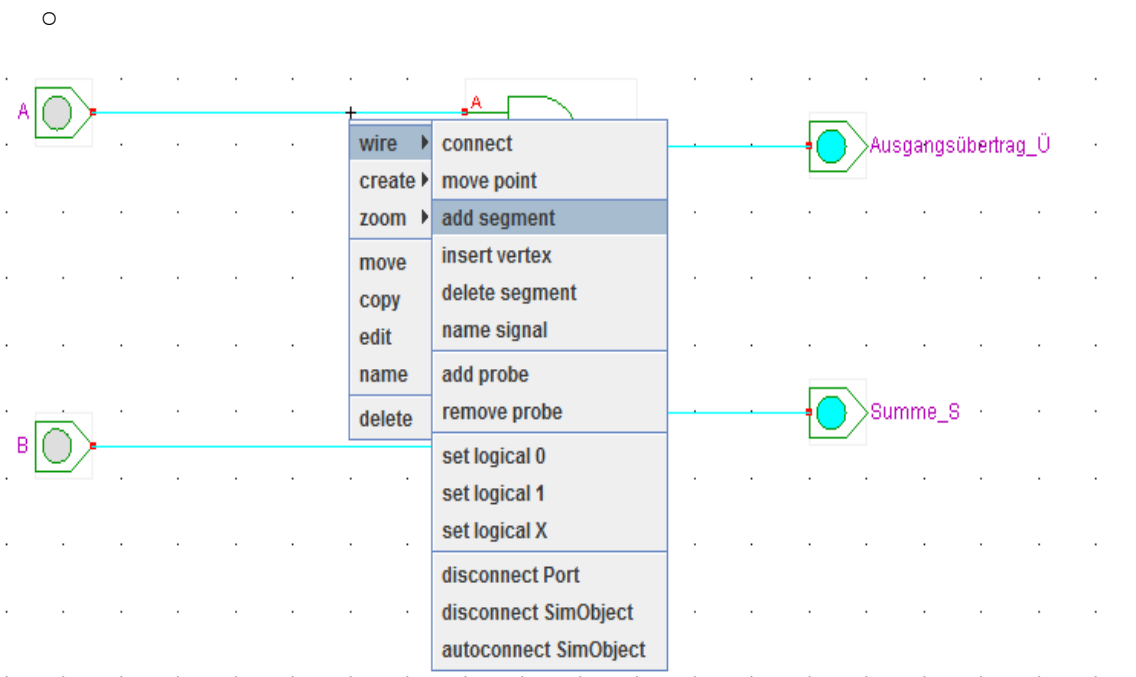 A
A
Ausgangsübertrag_Ü
wire
create
zoom
move
copy
edit
name
delete
connect
move point
add segment
insert vertex
delete segment
name signal
add probe
remove probe
set logical 0
set logical 1
set logical X
disconnect Port
disconnect SimObject
autoconnect SimObject
Summe_S
B